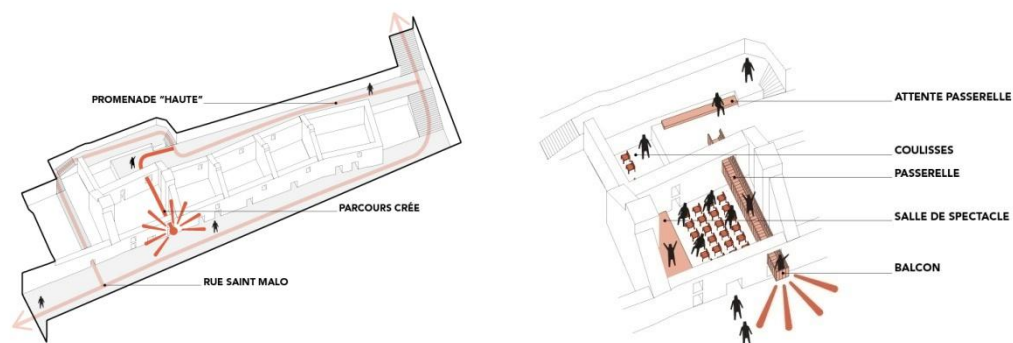 PROMENADE "HAUTE"
PARCOURS CRÉE
RUE SAINT MALO
ATTENTE PASSERELLE
COULISSES
PASSERELLE
SALLE DE SPECTACLE
BALCON